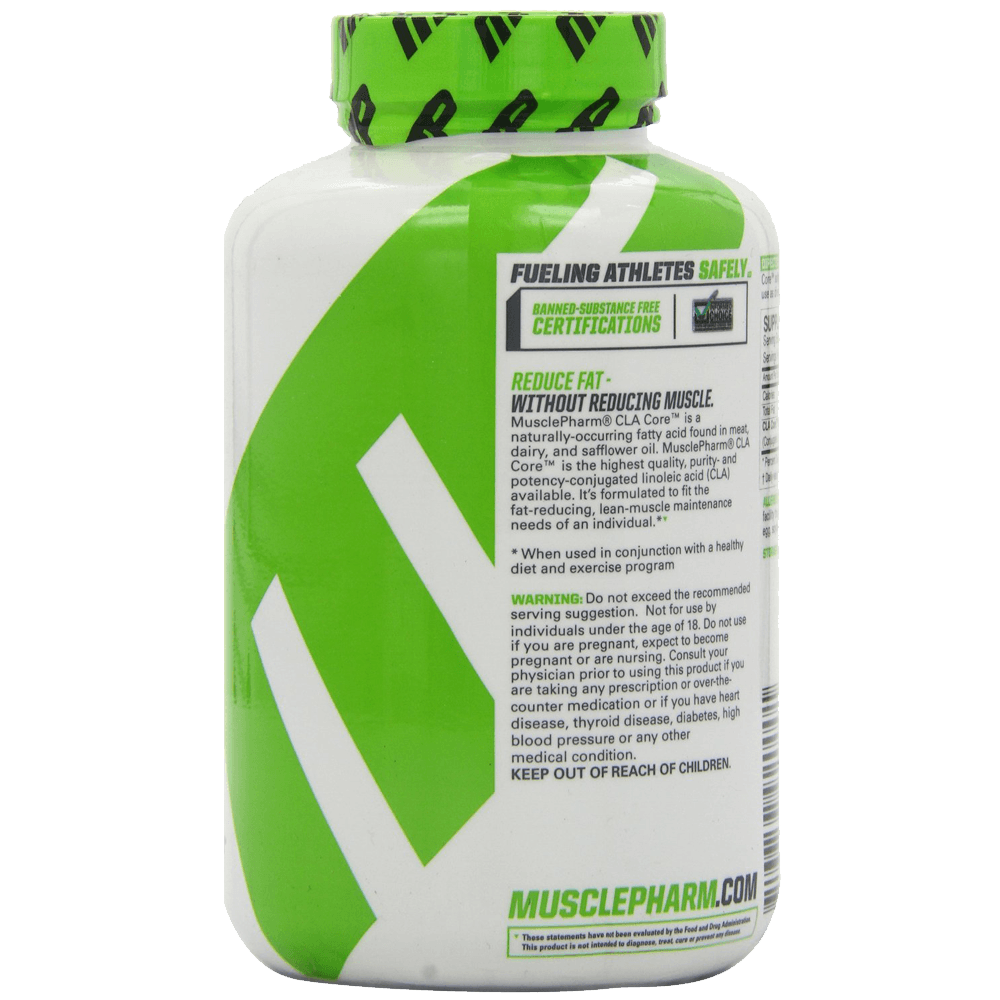 FUELING ATHLETES SAFELY™
BANNED-SUBSTANCE FREE
CERTIFICATIONS
REDUCE FAT -
WITHOUT REDUCING MUSCLE.
MusclePharm® CLA Core™ is a
naturally-occurring fatty acid found in meat,
dairy, and safflower oil. MusclePharm® CLA
Core™ is the highest quality, purity- and
potency-conjugated linoleic acid (CLA)
available. It's formulated to fit the
fat-reducing, lean-muscle maintenance
needs of an individual.*▾
* When used in conjunction with a healthy
diet and exercise program
WARNING: Do not exceed the recommended
serving suggestion. Not for use by
individuals under the age of 18. Do not use
if you are pregnant, expect to become
pregnant or are nursing. Consult your
physician prior to using this product if you
are taking any prescription or over-the-
counter medication or if you have heart
disease, thyroid disease, diabetes, high
blood pressure or any other
medical condition.
KEEP OUT OF REACH OF CHILDREN.
MUSCLEPHARM.COM
▾ These statements have not been evaluated by the Food and Drug Administration.
This product is not intended to diagnose, treat, cure or prevent any disease.
Core™
use as